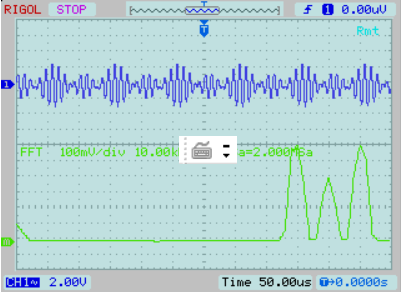 RIGOL STOP 1 0.00uV
T
Rmt
1
FFT 100mV/div 10.00k a=2.000MSa
M
CH1~ 2.00V Time 50.00us T→0.0000s